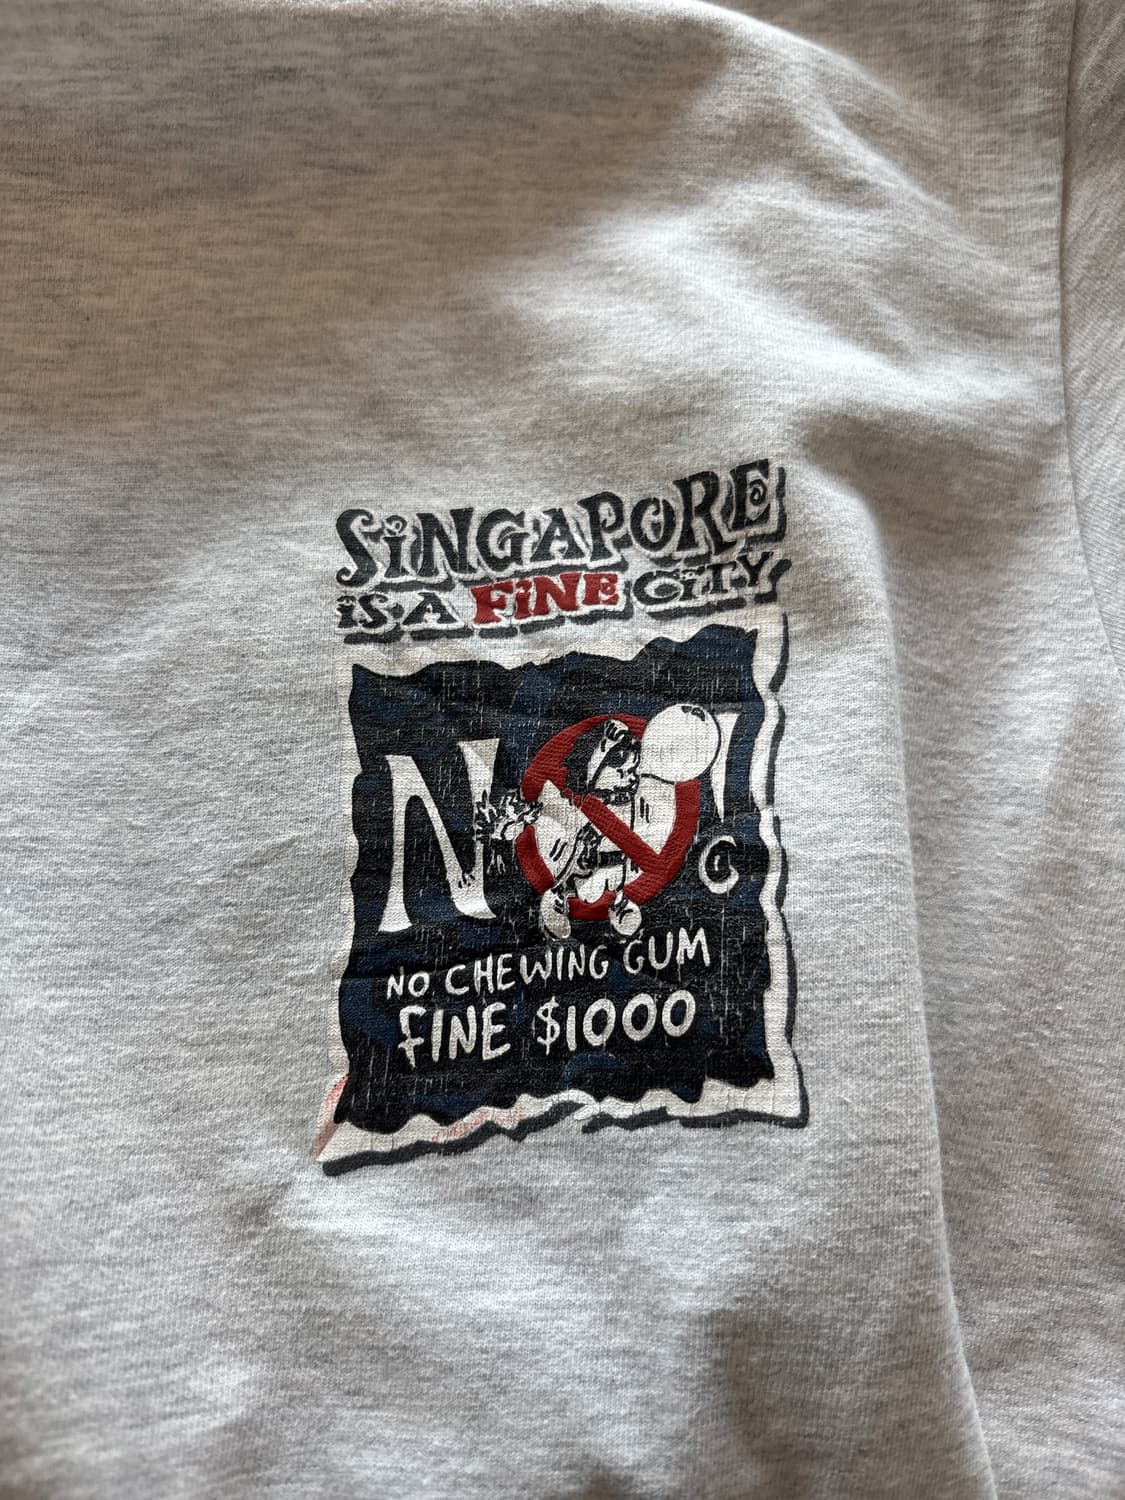 SiNGAPORE
iS A FiNE CiTY
NO!
NO CHEWING GUM
FINE $1000